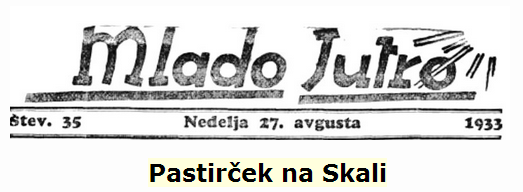 Mlado Jutro
Štev. 35 Nedelja 27. avgusta 1933
Pastirček na Skali